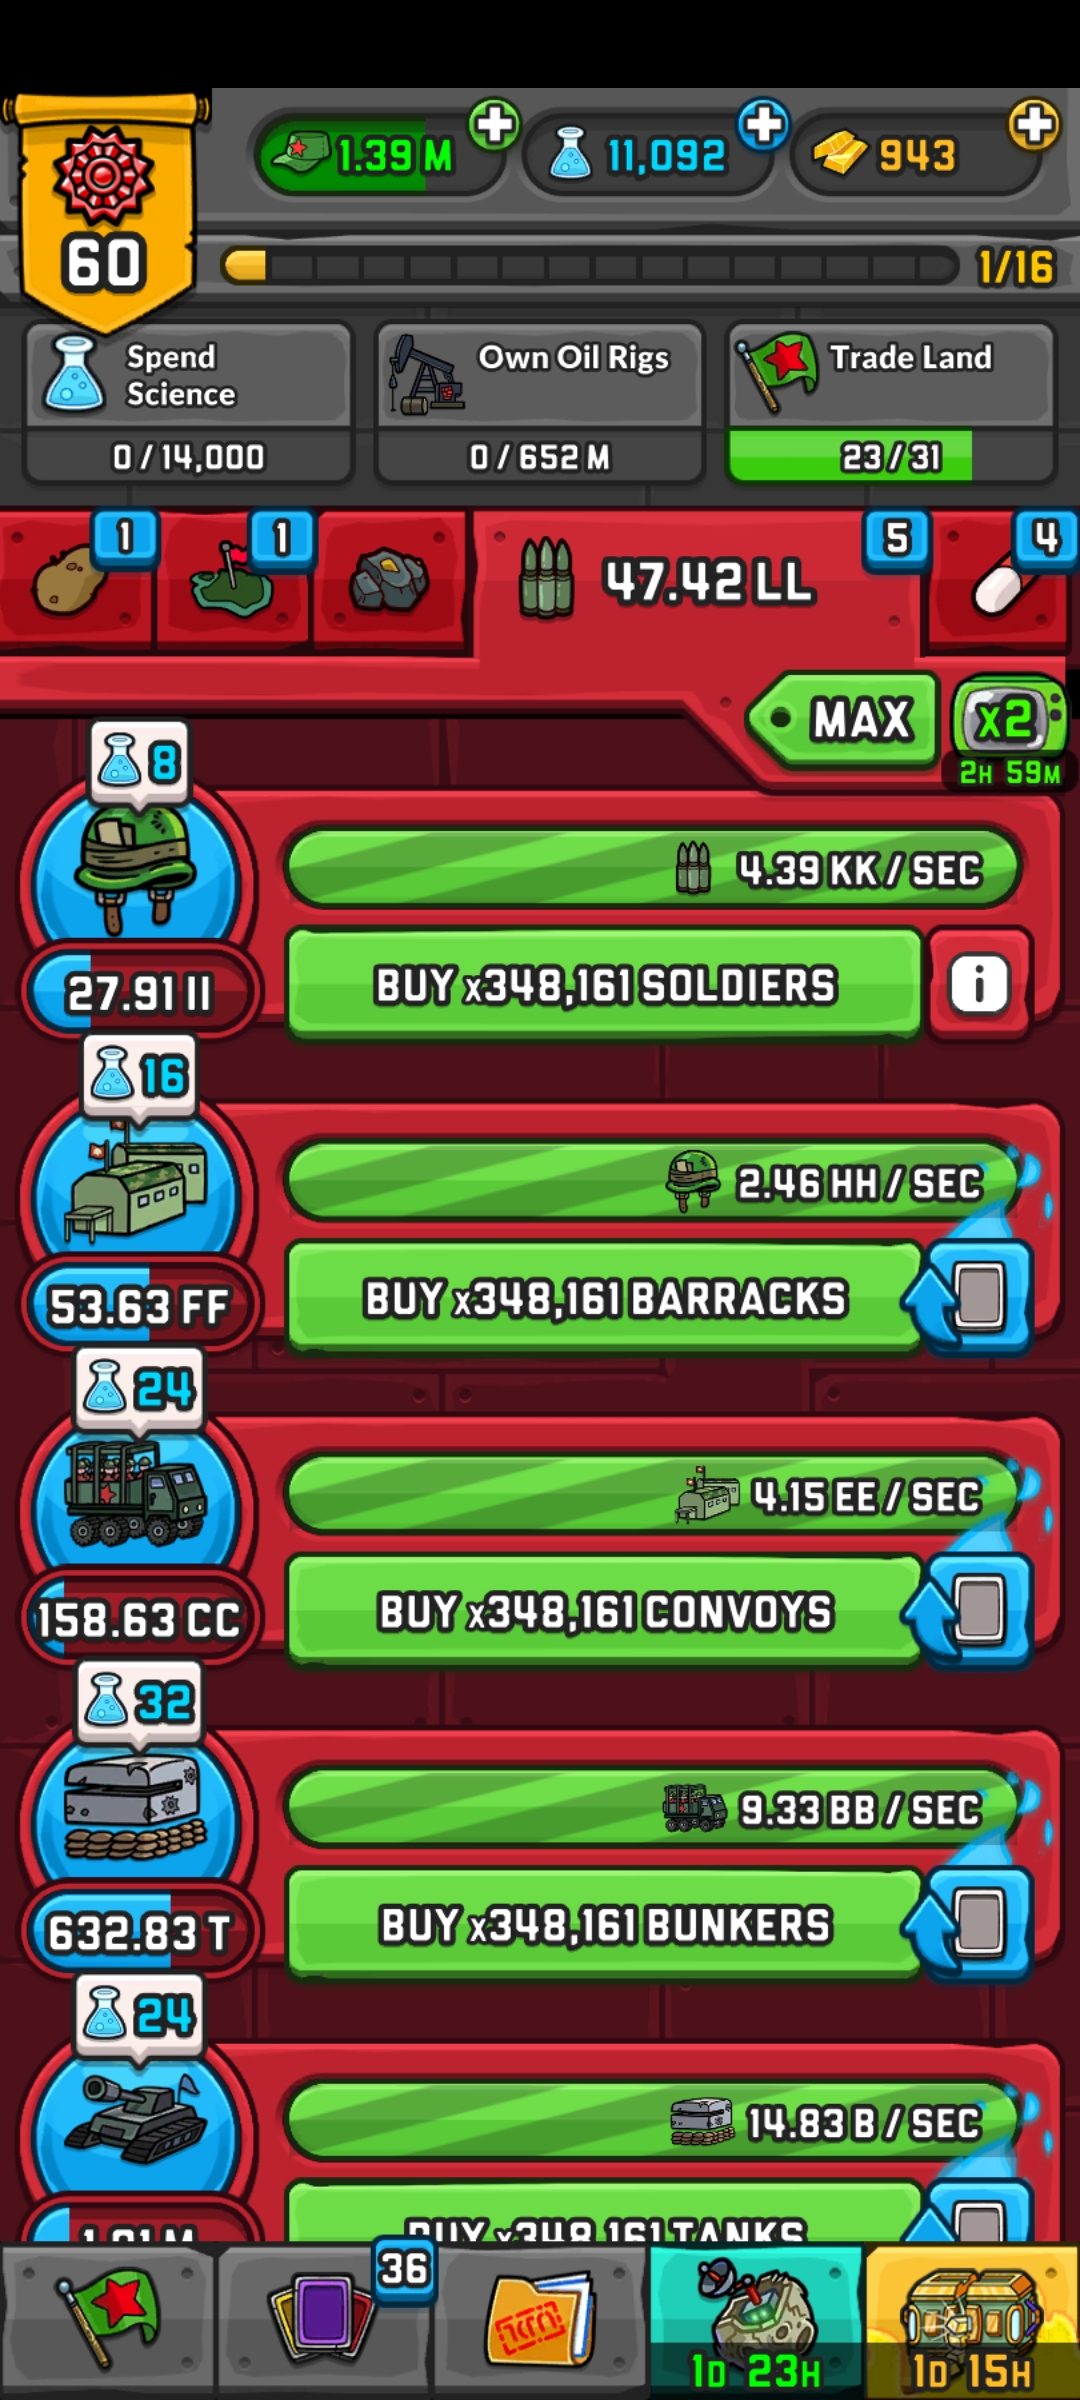 60
1.39 M
11,092
943
1/16
Spend
Science
0/14,000
Own Oil Rigs
0/652 M
Trade Land
23/31
1
1
47.42 LL
5
4
MAX
x2
2H 59M
8
4.39 KK/SEC
27.91 II
BUY x348,161 SOLDIERS
i
16
2.46 HH/SEC
53.63 FF
BUY x348,161 BARRACKS
24
4.15 EE/SEC
158.63 CC
BUY x348,161 CONVOYS
32
9.33 BB/SEC
632.83 T
BUY x348,161 BUNKERS
24
14.83 B/SEC
BUY x348,161 TANKS
36
1D 23H
1D 15H